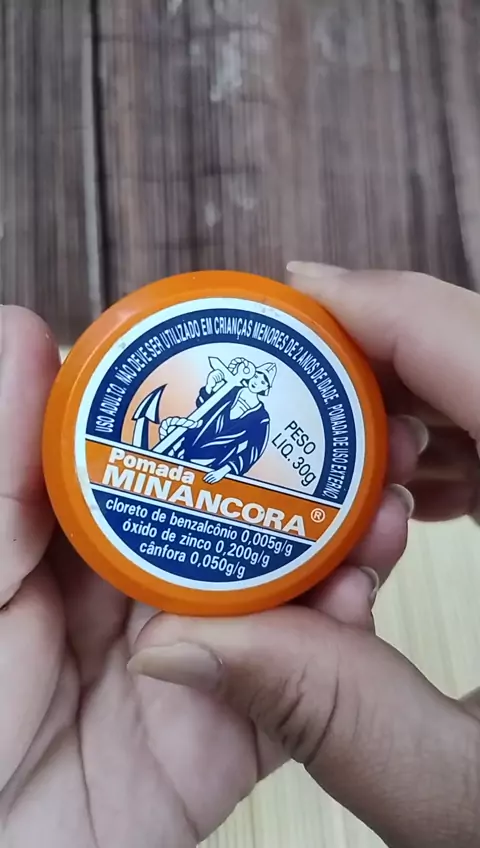 USO ADULTO. NÃO DEVE SER UTILIZADO EM CRIANÇAS MENORES DE 2 ANOS DE IDADE. POMADA DE USO EXTERNO
PESO
LIQ. 30g
Pomada
MINANCORA®
cloreto de benzalcônio 0,005g/g
óxido de zinco 0,200g/g
cânfora 0,050g/g